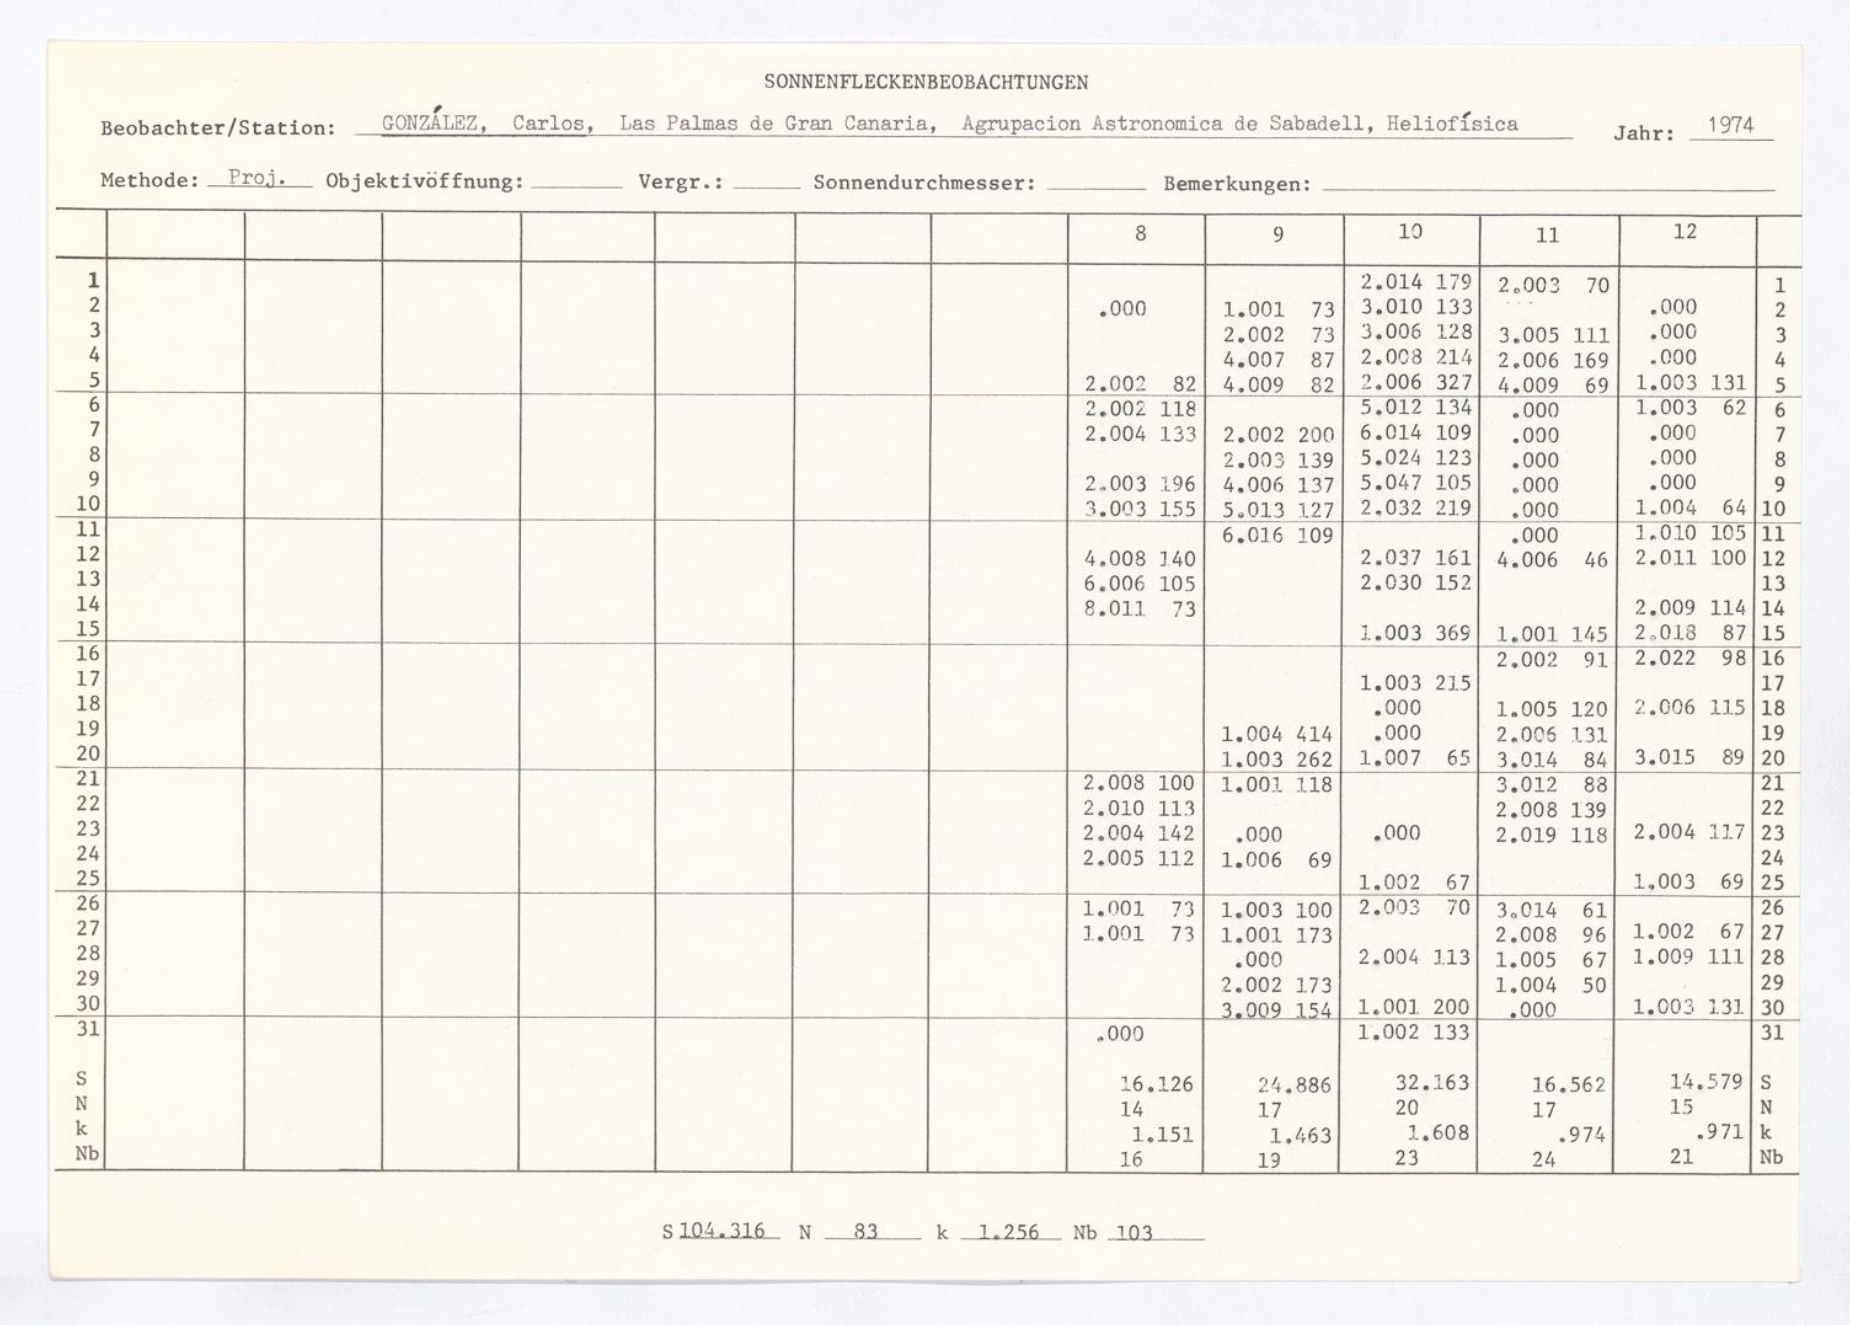 SONNENFLECKENBEOBACHTUNGEN
Beobachter/Station: GONZÁLEZ, Carlos, Las Palmas de Gran Canaria, Agrupacion Astronomica de Sabadell, Heliofísica Jahr: 1974
Methode: Proj. Objektivöffnung: Vergr.: Sonnendurchmesser: Bemerkungen:
8 9 10 11 12
1 2.014 179 2.003 70 1
2 .000 1.001 73 3.010 133 .000 2
3 2.002 73 3.006 128 3.005 111 .000 3
4 4.007 87 2.008 214 2.006 169 .000 4
5 2.002 82 4.009 82 2.006 327 4.009 69 1.003 131 5
6 2.002 118 5.012 134 .000 1.003 62 6
7 2.004 133 2.002 200 6.014 109 .000 .000 7
8 2.003 139 5.024 123 .000 .000 8
9 2.003 196 4.006 137 5.047 105 .000 .000 9
10 3.003 155 5.013 127 2.032 219 .000 1.004 64 10
11 6.016 109 .000 1.010 105 11
12 4.008 140 2.037 161 4.006 46 2.011 100 12
13 6.006 105 2.030 152 13
14 8.011 73 2.009 114 14
15 1.003 369 1.001 145 2.018 87 15
16 2.002 91 2.022 98 16
17 1.003 215 17
18 .000 1.005 120 2.006 115 18
19 1.004 414 .000 2.006 131 19
20 1.003 262 1.007 65 3.014 84 3.015 89 20
21 2.008 100 1.001 118 3.012 88 21
22 2.010 113 2.008 139 22
23 2.004 142 .000 .000 2.019 118 2.004 117 23
24 2.005 112 1.006 69 24
25 1.002 67 1.003 69 25
26 1.001 73 1.003 100 2.003 70 3.014 61 26
27 1.001 73 1.001 173 2.008 96 1.002 67 27
28 .000 2.004 113 1.005 67 1.009 111 28
29 2.002 173 1.004 50 29
30 3.009 154 1.001 200 .000 1.003 131 30
31 .000 1.002 133 31
S 16.126 24.886 32.163 16.562 14.579 S
N 14 17 20 17 15 N
k 1.151 1.463 1.608 .974 .971 k
Nb 16 19 23 24 21 Nb
S 104.316 N 83 k 1.256 Nb 103